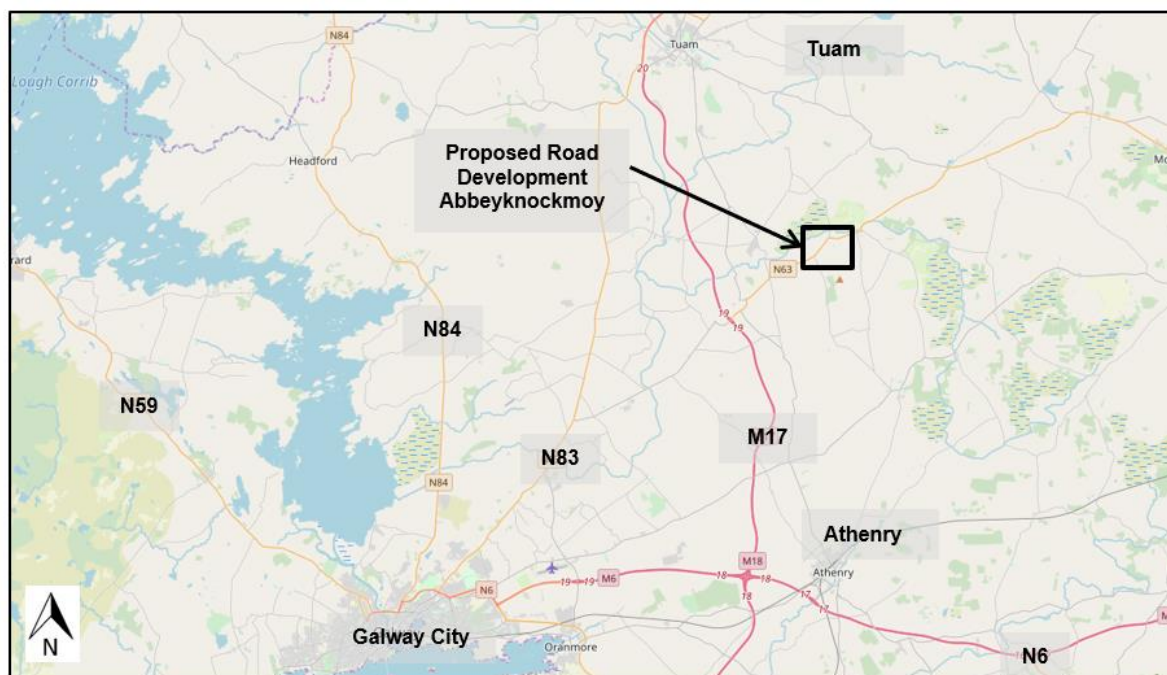 N84
Tuam
Tuam
20
Lough Corrib
Proposed Road
Development
Abbeyknockmoy
Headford
N63
19
19
N84
N59
N83
M17
N84
Athenry
M18
Athenry
N6
19
19
M6
18
18
18
17
17
Galway City
Oranmore
N6
N